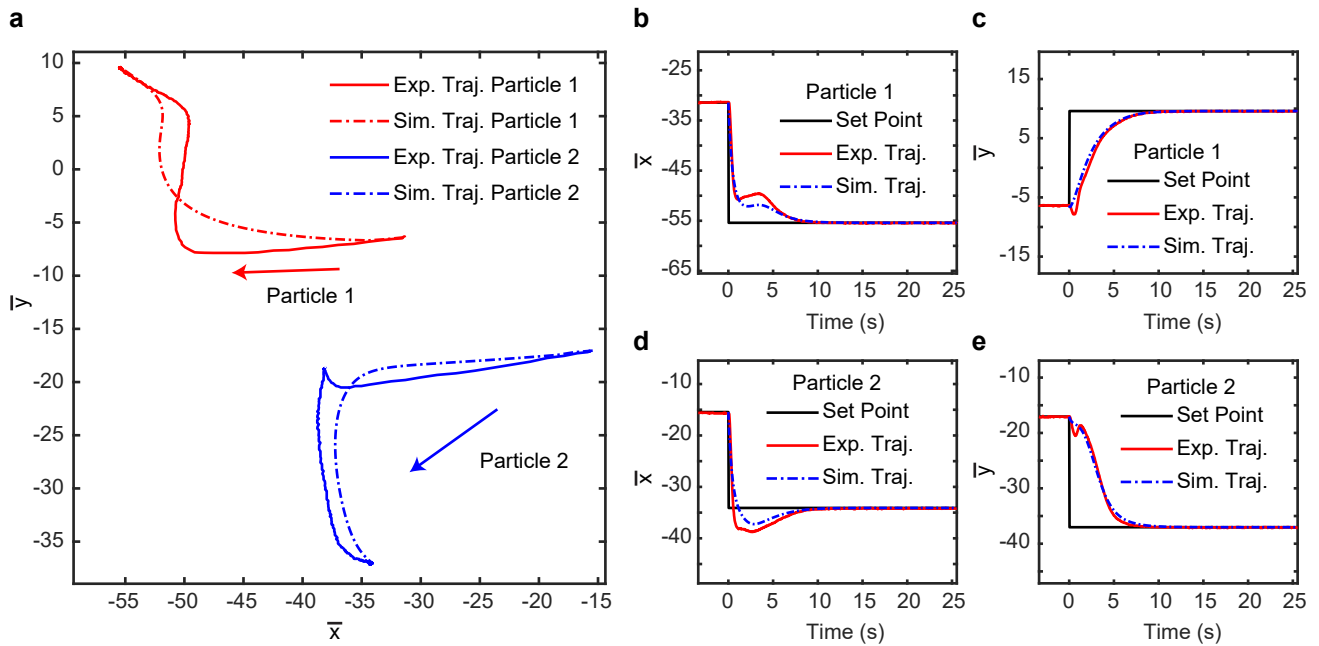 a
10
5
0
-5
-10
-15
-20
-25
-30
-35
ȳ
-55
-50
-45
-40
-35
-30
-25
-20
-15
x̄
Exp. Traj. Particle 1
Sim. Traj. Particle 1
Exp. Traj. Particle 2
Sim. Traj. Particle 2
Particle 1
Particle 2
b
-25
-35
-45
-55
-65
x̄
Particle 1
Set Point
Exp. Traj.
Sim. Traj.
0
5
10
15
20
25
Time (s)
c
15
5
-5
-15
ȳ
Particle 1
Set Point
Exp. Traj.
Sim. Traj.
0
5
10
15
20
25
Time (s)
d
-10
-20
-30
-40
x̄
Particle 2
Set Point
Exp. Traj.
Sim. Traj.
0
5
10
15
20
25
Time (s)
e
-10
-20
-30
-40
ȳ
Particle 2
Set Point
Exp. Traj.
Sim. Traj.
0
5
10
15
20
25
Time (s)